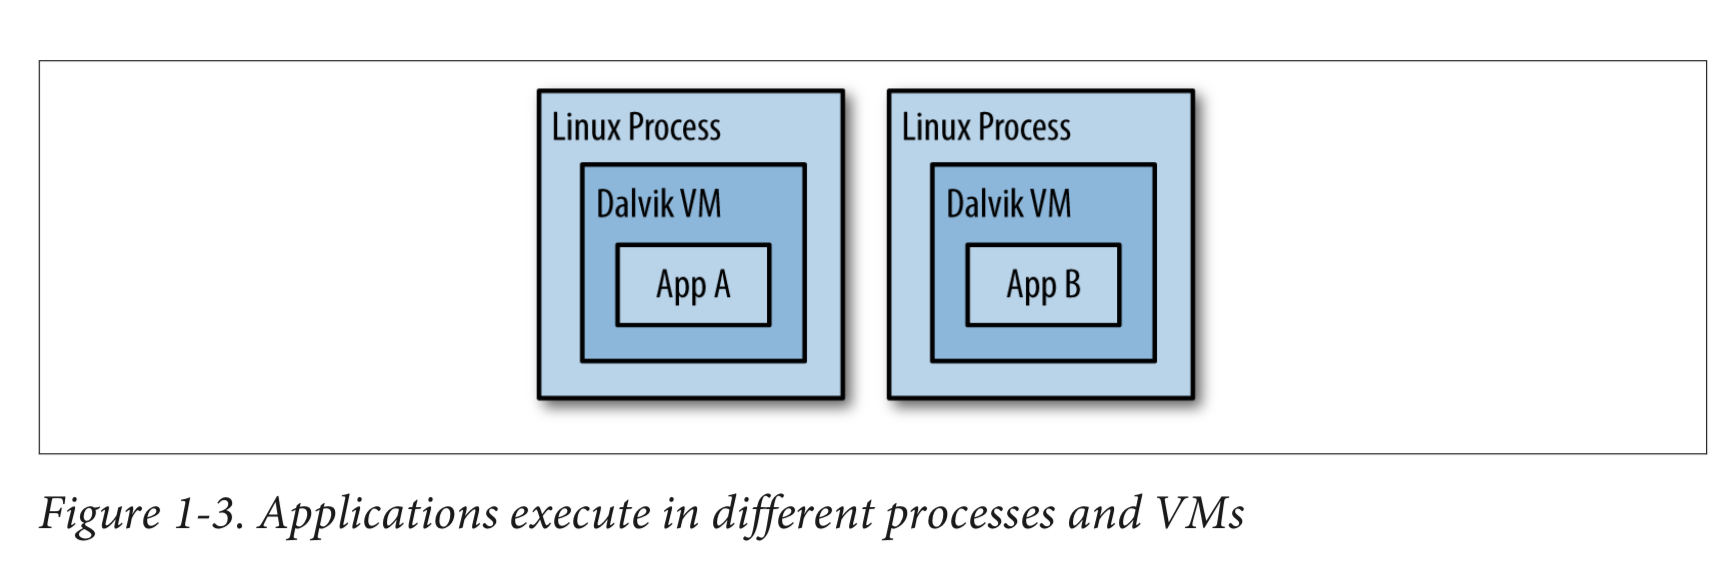 Linux Process
Dalvik VM
App A
Linux Process
Dalvik VM
App B
Figure 1-3. Applications execute in different processes and VMs